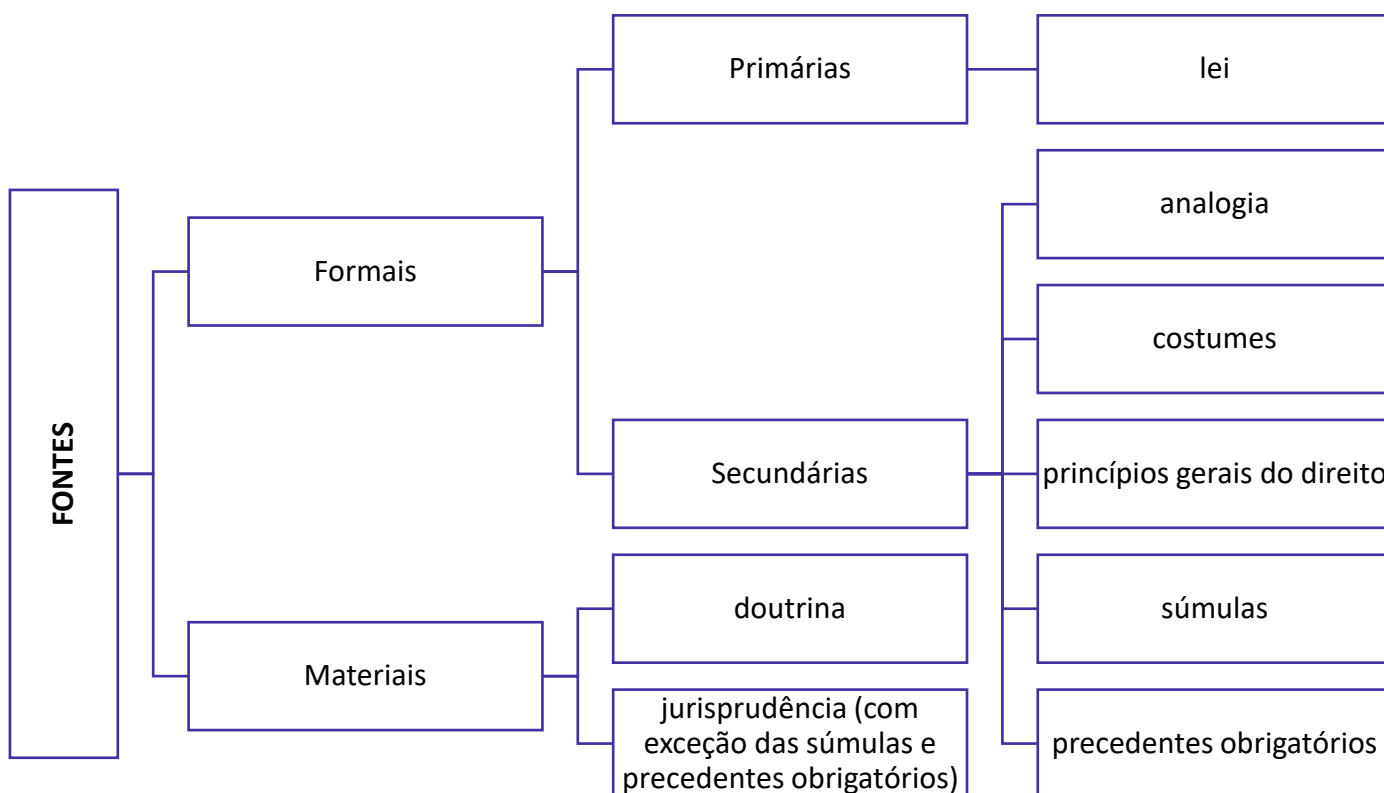 FONTES
Formais
Primárias
lei
Secundárias
analogia
costumes
princípios gerais do direito
súmulas
precedentes obrigatórios
Materiais
doutrina
jurisprudência (com
exceção das súmulas e
precedentes obrigatórios)